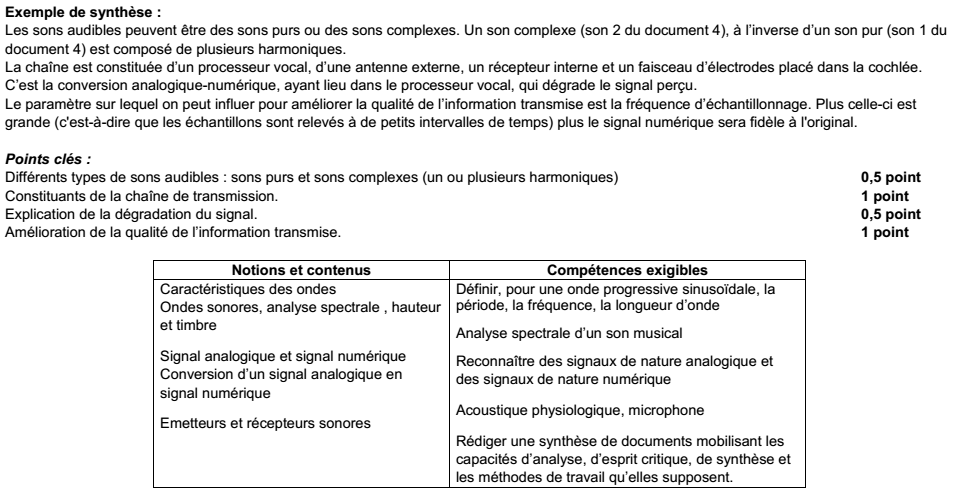 Exemple de synthèse :
Les sons audibles peuvent être des sons purs ou des sons complexes. Un son complexe (son 2 du document 4), à l’inverse d’un son pur (son 1 du
document 4) est composé de plusieurs harmoniques.
La chaîne est constituée d’un processeur vocal, d’une antenne externe, un récepteur interne et un faisceau d’électrodes placé dans la cochlée.
C’est la conversion analogique-numérique, ayant lieu dans le processeur vocal, qui dégrade le signal perçu.
Le paramètre sur lequel on peut influer pour améliorer la qualité de l’information transmise est la fréquence d’échantillonnage. Plus celle-ci est
grande (c'est-à-dire que les échantillons sont relevés à de petits intervalles de temps) plus le signal numérique sera fidèle à l'original.
Points clés :
Différents types de sons audibles : sons purs et sons complexes (un ou plusieurs harmoniques) 0,5 point
Constituants de la chaîne de transmission. 1 point
Explication de la dégradation du signal. 0,5 point
Amélioration de la qualité de l’information transmise. 1 point
Notions et contenus
Caractéristiques des ondes
Ondes sonores, analyse spectrale , hauteur
et timbre
Signal analogique et signal numérique
Conversion d’un signal analogique en
signal numérique
Emetteurs et récepteurs sonores
Compétences exigibles
Définir, pour une onde progressive sinusoïdale, la
période, la fréquence, la longueur d’onde
Analyse spectrale d’un son musical
Reconnaître des signaux de nature analogique et
des signaux de nature numérique
Acoustique physiologique, microphone
Rédiger une synthèse de documents mobilisant les
capacités d’analyse, d’esprit critique, de synthèse et
les méthodes de travail qu’elles supposent.